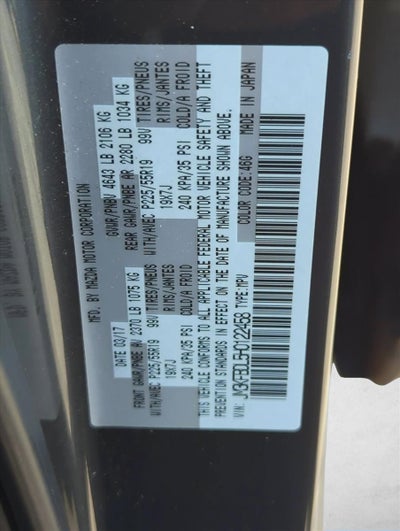 MFD. BY MAZDA MOTOR CORPORATION
DATE 03/17 GVWR/PNBV 4643 LB 2106 KG
FRONT GAWR/PNBE AV 2370 LB 1075 KG REAR GAWR/PNBE AR 2280 LB 1034 KG
WITH/AVEC P225/55R19 99V TIRES/PNEUS WITH/AVEC P225/55R19 99V TIRES/PNEUS
19X7J RIMS/JANTES 19X7J RIMS/JANTES
240 KPA/35 PSI COLD/A FROID 240 KPA/35 PSI COLD/A FROID
THIS VEHICLE CONFORMS TO ALL APPLICABLE FEDERAL MOTOR VEHICLE SAFETY AND THEFT
PREVENTION STANDARDS IN EFFECT ON THE DATE OF MANUFACTURE SHOWN ABOVE.
VIN: JM3KFBDL5H0122458 TYPE: MPV COLOR CODE: 46G MADE IN JAPAN